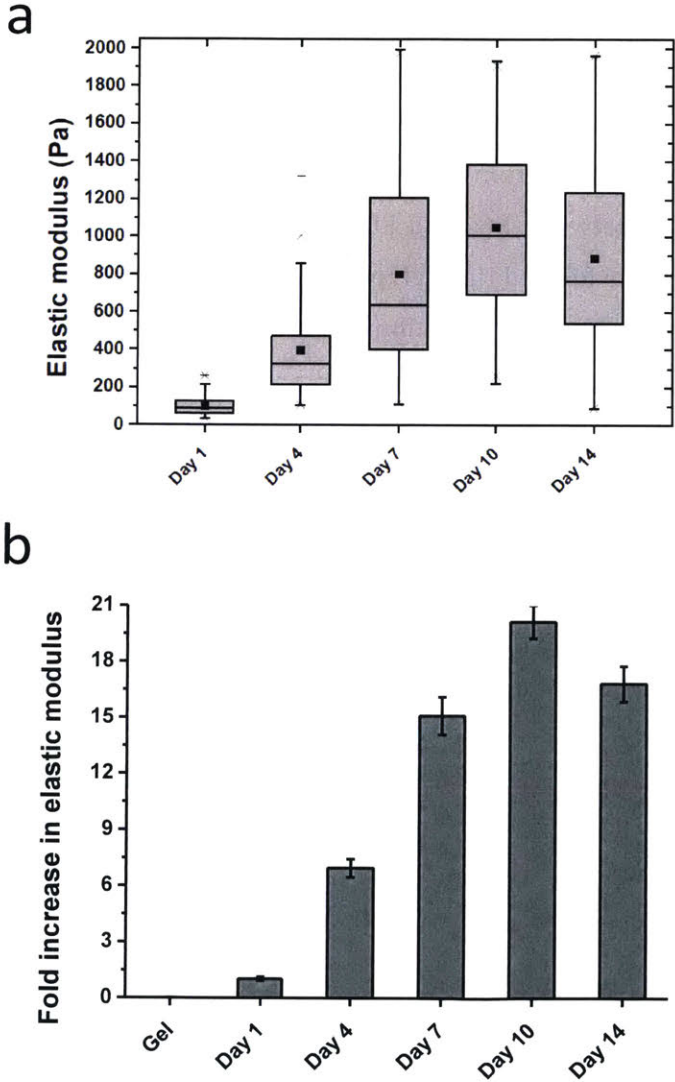 a
Elastic modulus (Pa)
2000
1800
1600
1400
1200
1000
800
600
400
200
0
Day 1
Day 4
Day 7
Day 10
Day 14
b
Fold increase in elastic modulus
21
18
15
12
9
6
3
0
Gel
Day 1
Day 4
Day 7
Day 10
Day 14